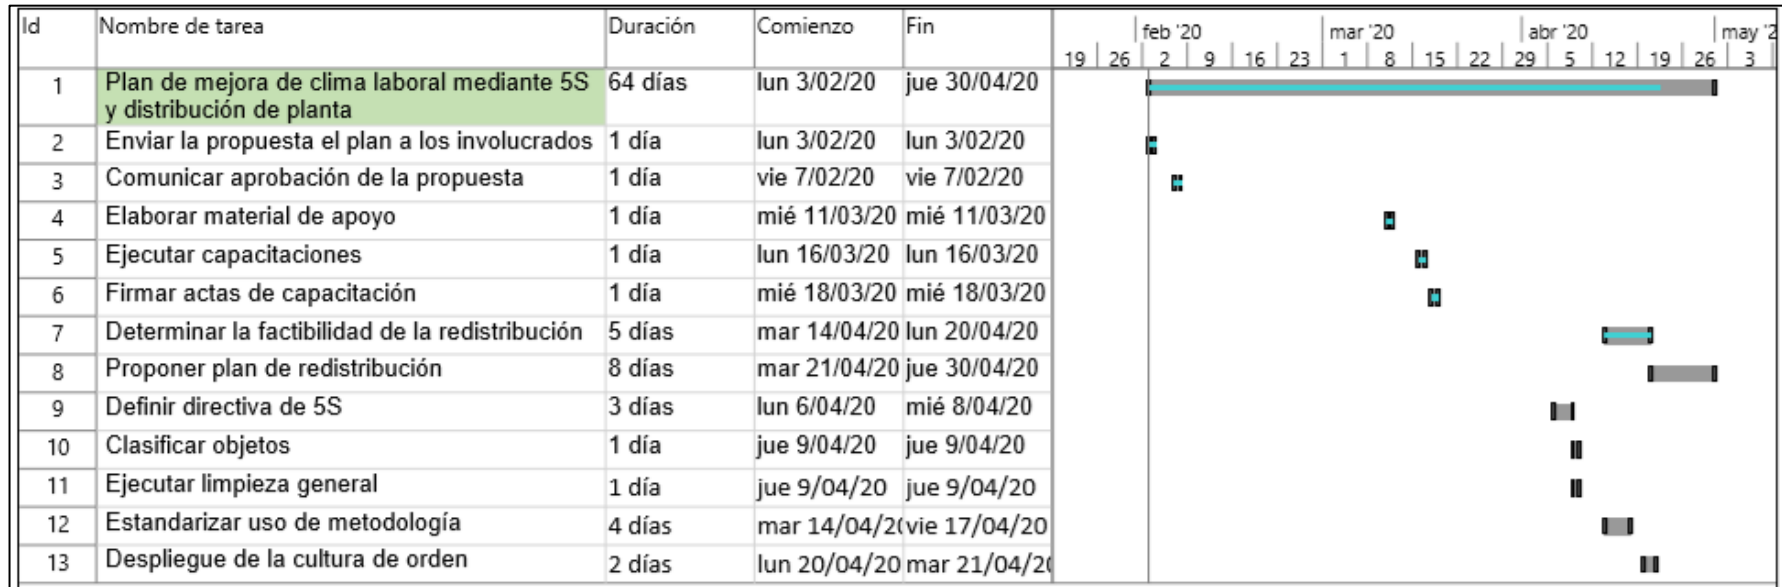 Id Nombre de tarea Duración Comienzo Fin
feb '20 mar '20 abr '20 may '2
19 26 2 9 16 23 1 8 15 22 29 5 12 19 26 3
1 Plan de mejora de clima laboral mediante 5S 64 días lun 3/02/20 jue 30/04/20
y distribución de planta
2 Enviar la propuesta el plan a los involucrados 1 día lun 3/02/20 lun 3/02/20
3 Comunicar aprobación de la propuesta 1 día vie 7/02/20 vie 7/02/20
4 Elaborar material de apoyo 1 día mié 11/03/20 mié 11/03/20
5 Ejecutar capacitaciones 1 día lun 16/03/20 lun 16/03/20
6 Firmar actas de capacitación 1 día mié 18/03/20 mié 18/03/20
7 Determinar la factibilidad de la redistribución 5 días mar 14/04/20 lun 20/04/20
8 Proponer plan de redistribución 8 días mar 21/04/20 jue 30/04/20
9 Definir directiva de 5S 3 días lun 6/04/20 mié 8/04/20
10 Clasificar objetos 1 día jue 9/04/20 jue 9/04/20
11 Ejecutar limpieza general 1 día jue 9/04/20 jue 9/04/20
12 Estandarizar uso de metodología 4 días mar 14/04/20 vie 17/04/20
13 Despliegue de la cultura de orden 2 días lun 20/04/20 mar 21/04/20